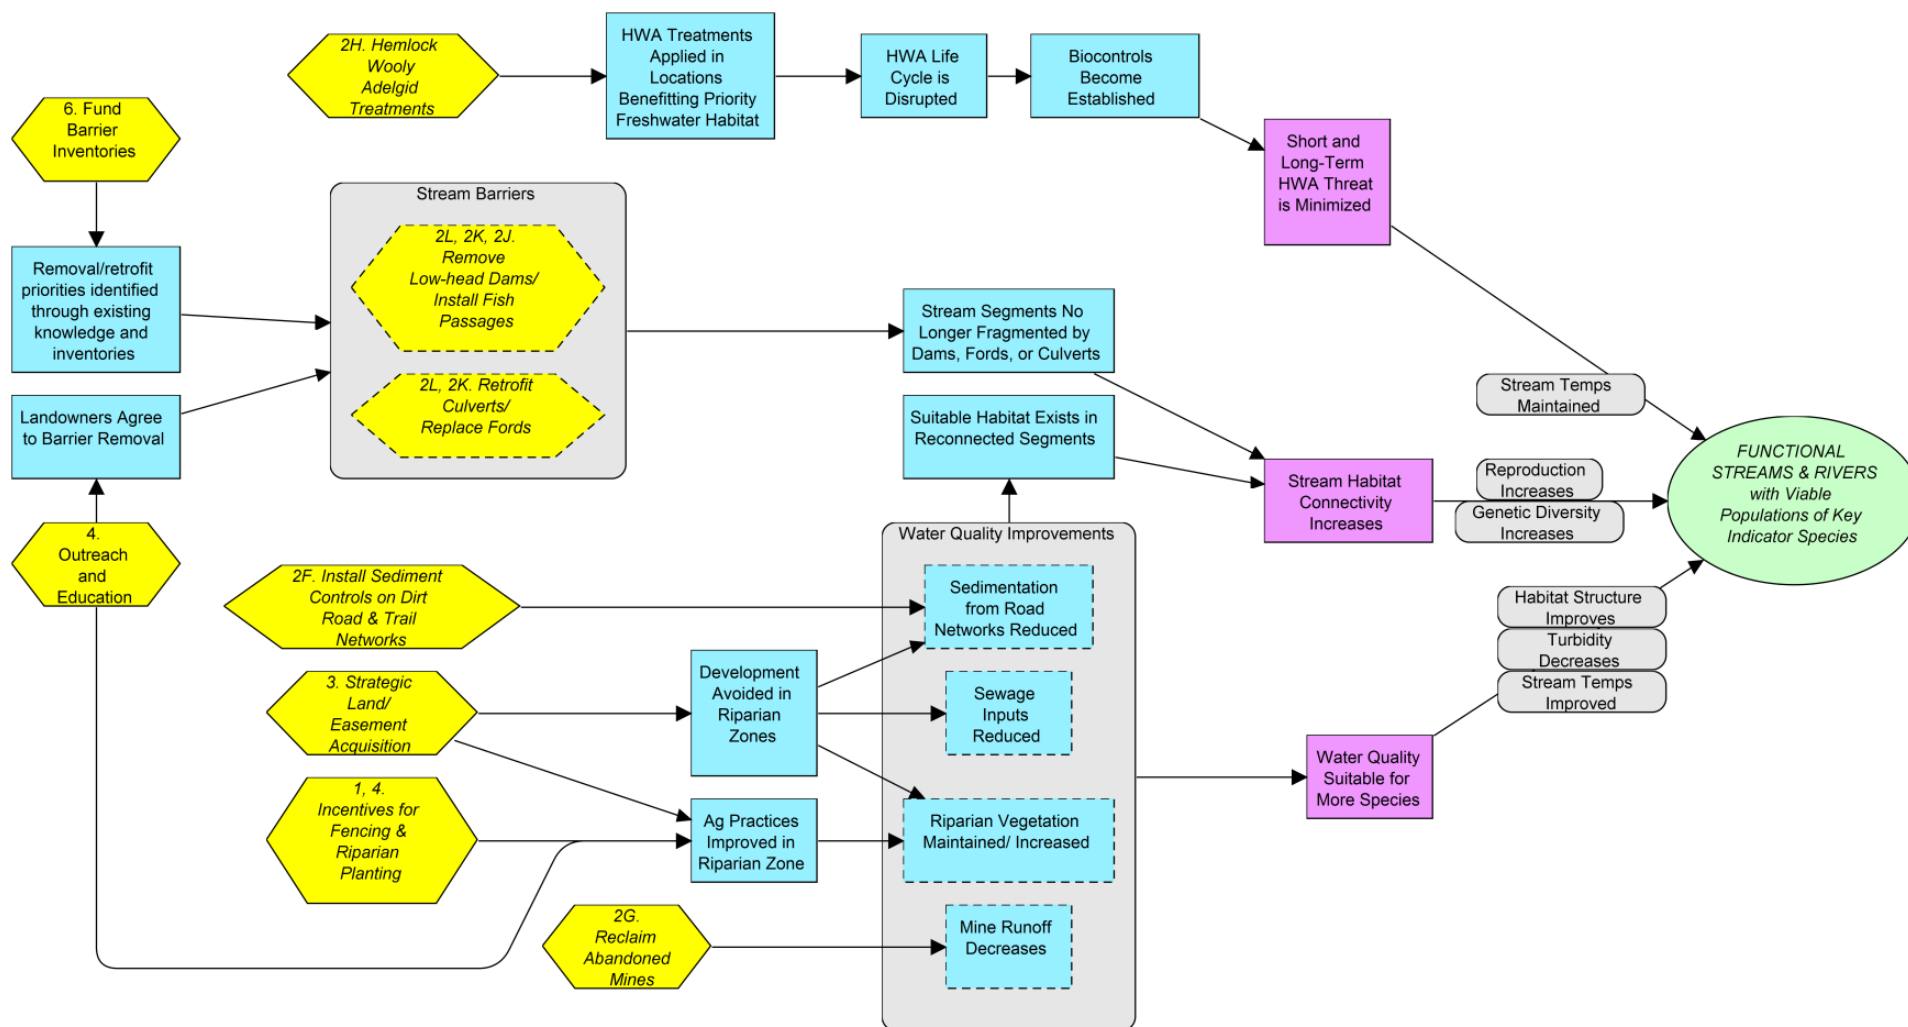 2H. Hemlock
Wooly
Adelgid
Treatments
HWA Treatments
Applied in
Locations
Benefitting Priority
Freshwater Habitat
HWA Life
Cycle is
Disrupted
Biocontrols
Become
Established
6. Fund
Barrier
Inventories
Short and
Long-Term
HWA Threat
is Minimized
Stream Barriers
2L, 2K, 2J.
Remove
Low-head Dams/
Install Fish
Passages
2L, 2K. Retrofit
Culverts/
Replace Fords
Removal/retrofit
priorities identified
through existing
knowledge and
inventories
Landowners Agree
to Barrier Removal
4.
Outreach
and
Education
Stream Segments No
Longer Fragmented by
Dams, Fords, or Culverts
Suitable Habitat Exists in
Reconnected Segments
Stream Temps
Maintained
Stream Habitat
Connectivity
Increases
Reproduction
Increases
Genetic Diversity
Increases
FUNCTIONAL
STREAMS & RIVERS
with Viable
Populations of Key
Indicator Species
Water Quality Improvements
2F. Install Sediment
Controls on Dirt
Road & Trail
Networks
Sedimentation
from Road
Networks Reduced
Habitat Structure
Improves
Turbidity
Decreases
Stream Temps
Improved
3. Strategic
Land/
Easement
Acquisition
Development
Avoided in
Riparian
Zones
Sewage
Inputs
Reduced
Water Quality
Suitable for
More Species
1, 4.
Incentives for
Fencing &
Riparian
Planting
Ag Practices
Improved in
Riparian Zone
Riparian Vegetation
Maintained/ Increased
2G.
Reclaim
Abandoned
Mines
Mine Runoff
Decreases